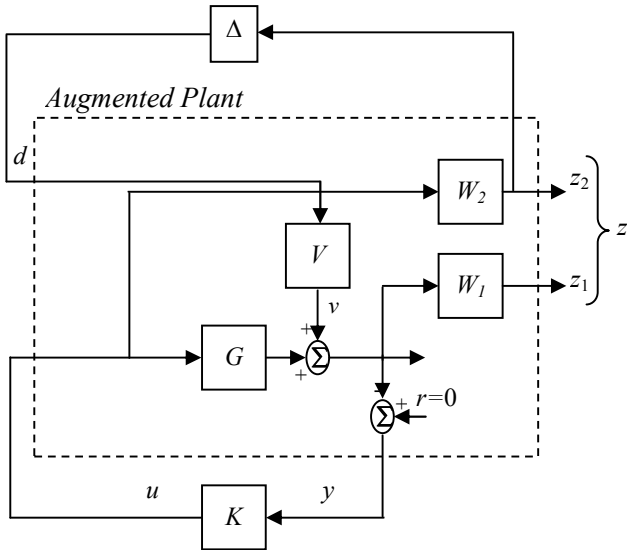 Δ
Augmented Plant
d
W2
z2
z
V
W1
z1
v
+
G
Σ
+
-
+
r=0
Σ
u
y
K